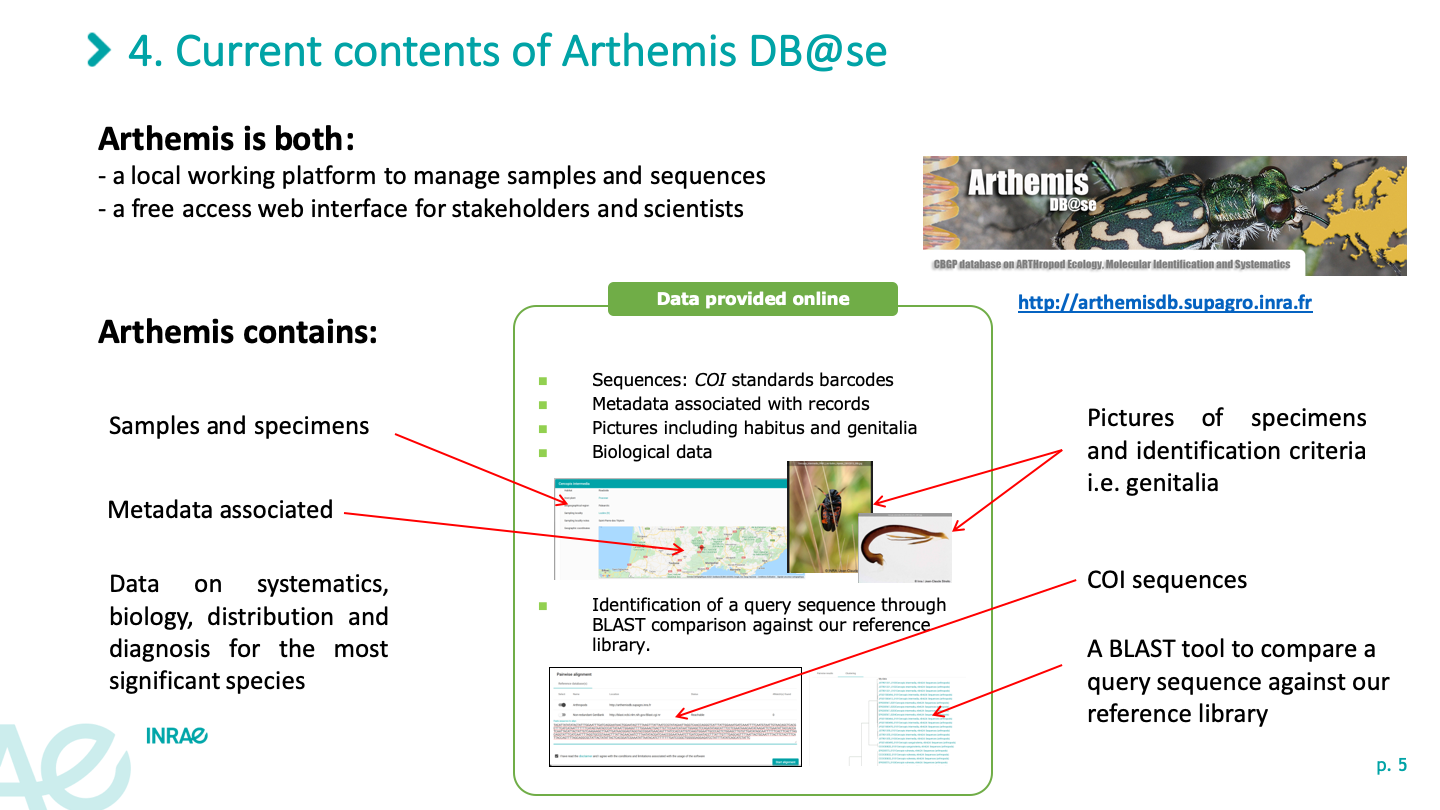 4. Current contents of Arthemis DB@se
Arthemis is both:
- a local working platform to manage samples and sequences
- a free access web interface for stakeholders and scientists
Arthemis
DB@se
CBGP database on ARTHropod Ecology, Molecular Identification and Systematics
http://arthemisdb.supagro.inra.fr
Arthemis contains:
Samples and specimens
Metadata associated
Data on systematics,
biology, distribution and
diagnosis for the most
significant species
Data provided online
Sequences: COI standards barcodes
Metadata associated with records
Pictures including habitus and genitalia
Biological data
Identification of a query sequence through
BLAST comparison against our reference
library.
Pairwise alignment
Pictures of specimens
and identification criteria
i.e. genitalia
COI sequences
A BLAST tool to compare a
query sequence against our
reference library
INRAE
p. 5